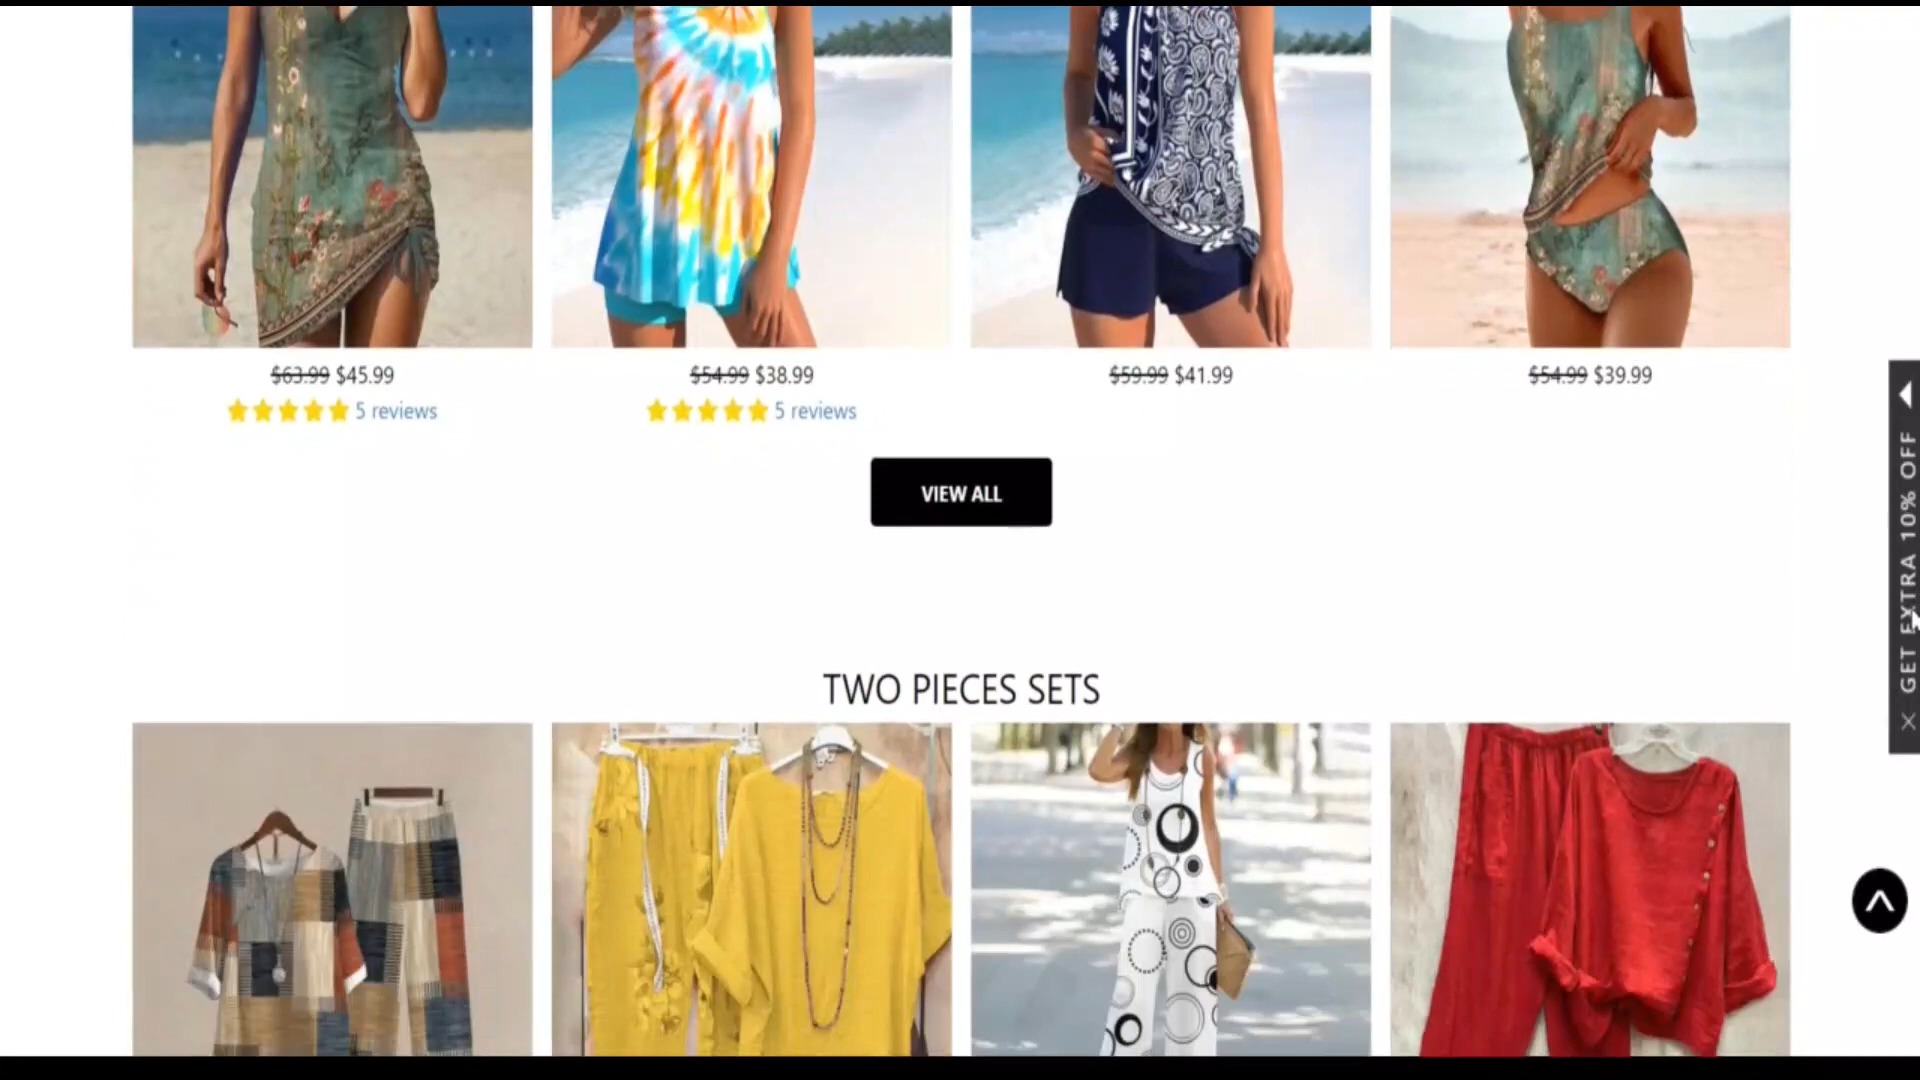 $63.99 $45.99
5 reviews
$54.99 $38.99
5 reviews
$59.99 $41.99
$54.99 $39.99
VIEW ALL
GET EXTRA 10% OFF
TWO PIECES SETS